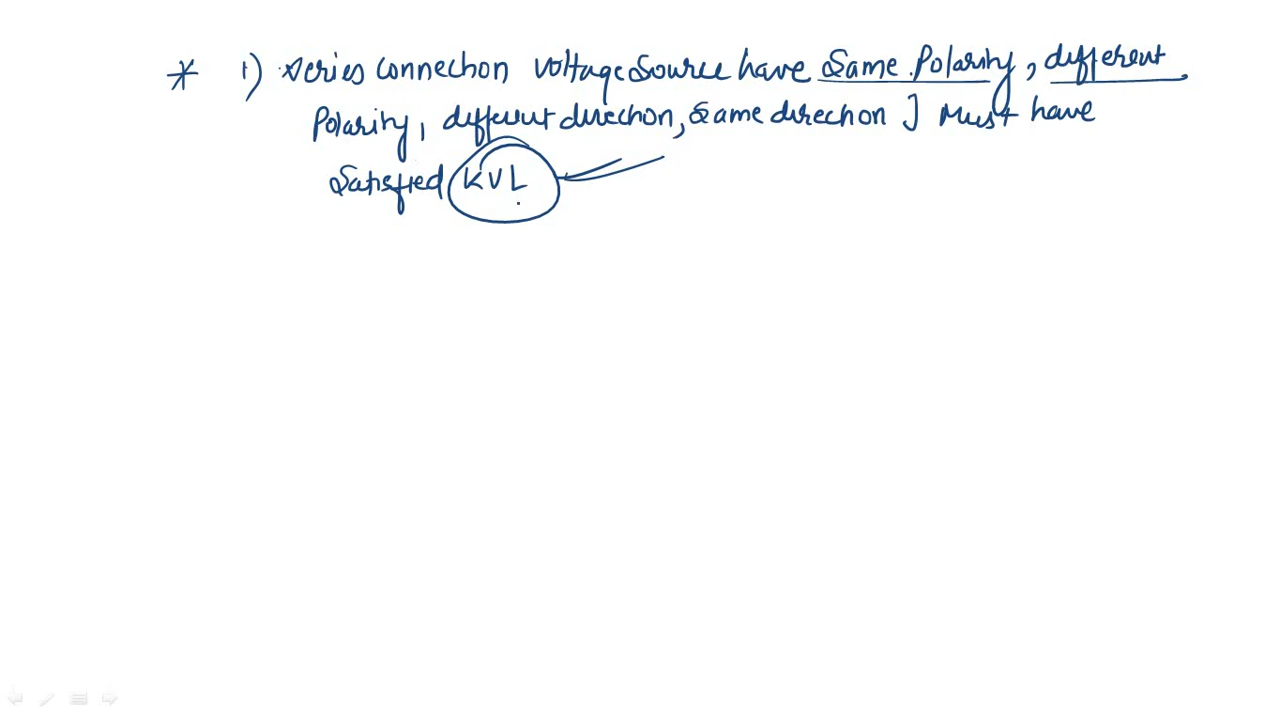 * 1) Series connection voltage Source have Same Polarity, different
Polarity, different direction, Same direction ] Must have
Satisfied KVL